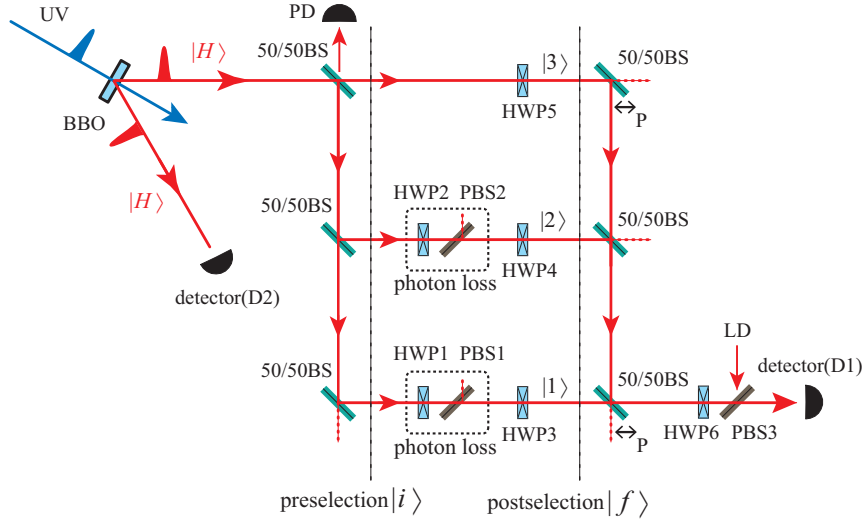 UV
PD
50/50BS
|H⟩
BBO
|H⟩
detector(D2)
|3⟩
HWP5
50/50BS
P
50/50BS
HWP2
PBS2
photon loss
|2⟩
HWP4
50/50BS
50/50BS
HWP1
PBS1
photon loss
|1⟩
HWP3
50/50BS
P
LD
detector(D1)
HWP6
PBS3
preselection|i⟩
postselection|f⟩